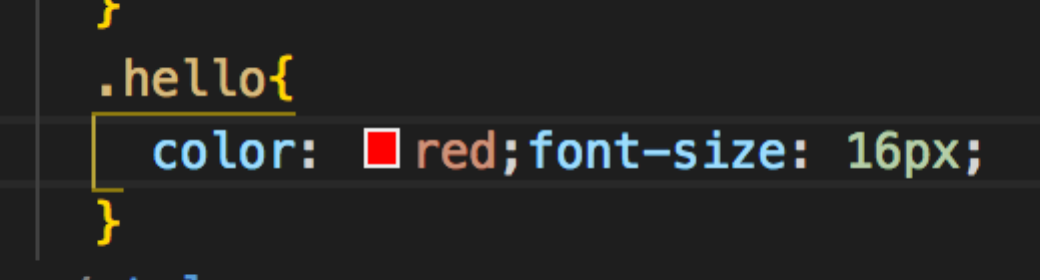 }
.hello{
color: red;font-size: 16px;
}